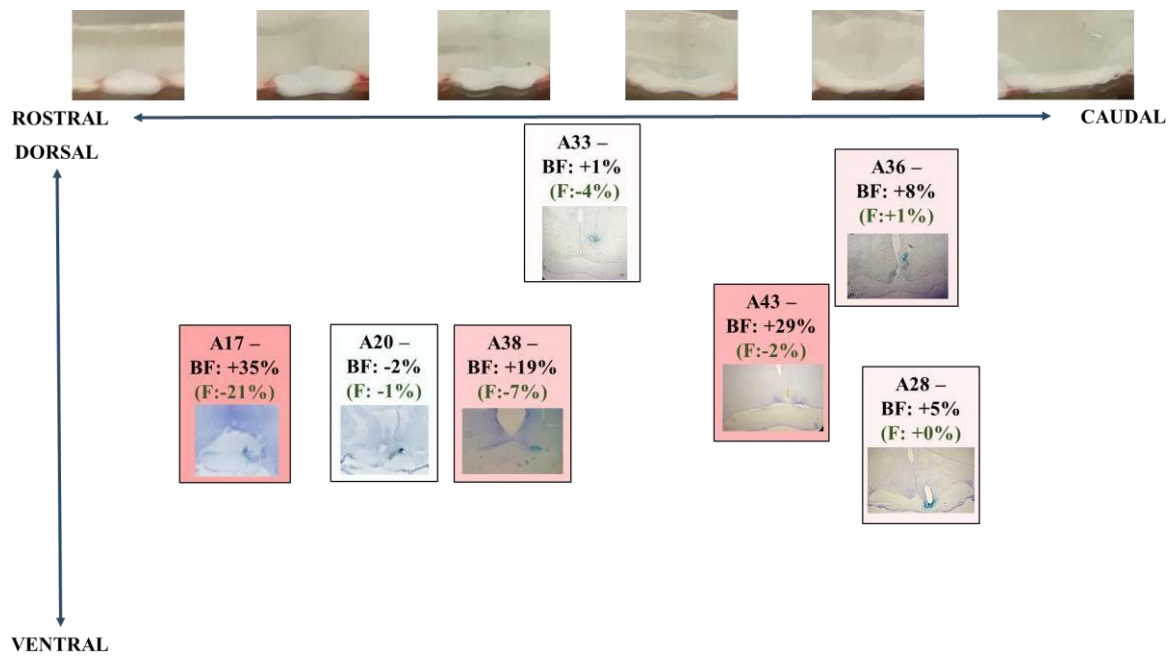 ROSTRAL
CAUDAL
DORSAL
A33 –
BF: +1%
(F:-4%)
A36 –
BF: +8%
(F:+1%)
A43 –
BF: +29%
(F:-2%)
A17 –
BF: +35%
(F:-21%)
A20 –
BF: -2%
(F: -1%)
A38 –
BF: +19%
(F:-7%)
A28 –
BF: +5%
(F: +0%)
VENTRAL